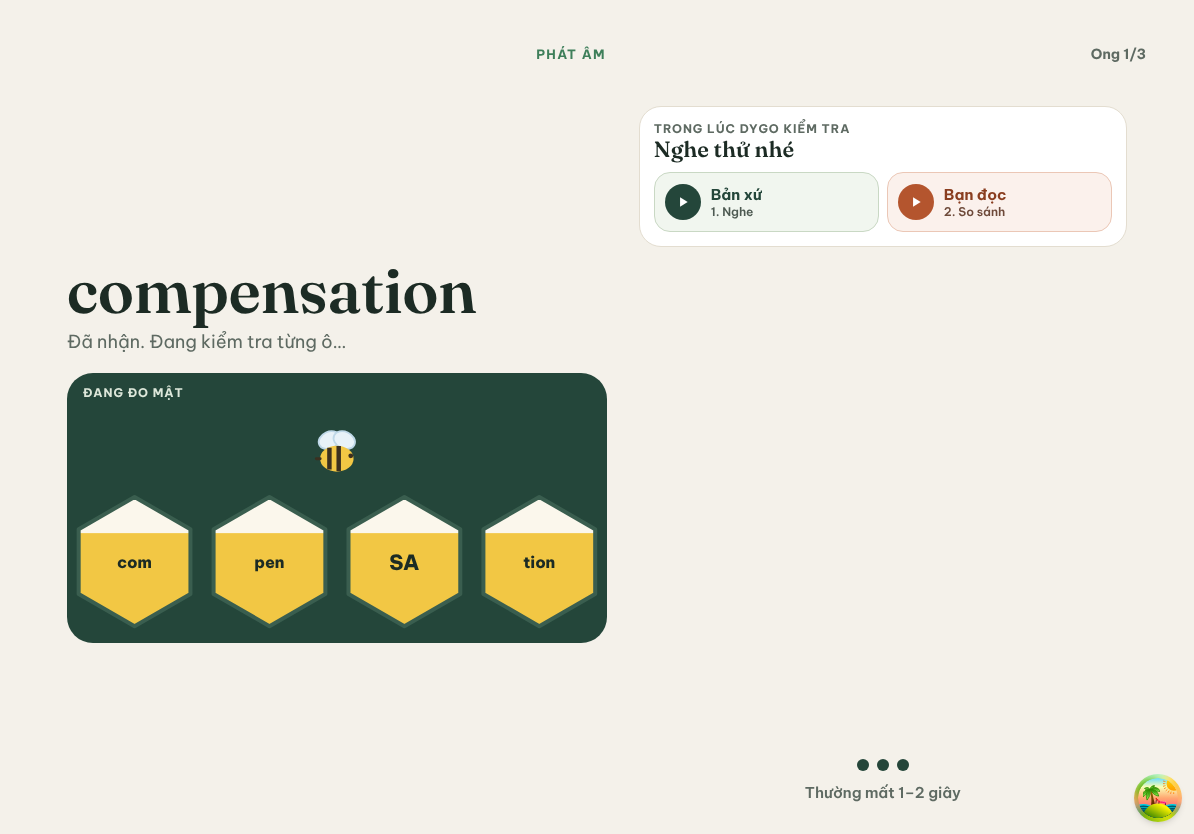 PHÁT ÂM
Ong 1/3
TRONG LÚC DYGO KIỂM TRA
Nghe thử nhé
Bản xứ
1. Nghe
Bạn đọc
2. So sánh
compensation
Đã nhận. Đang kiểm tra từng ô...
ĐANG ĐO MẬT
com
pen
SA
tion
Thường mất 1–2 giây